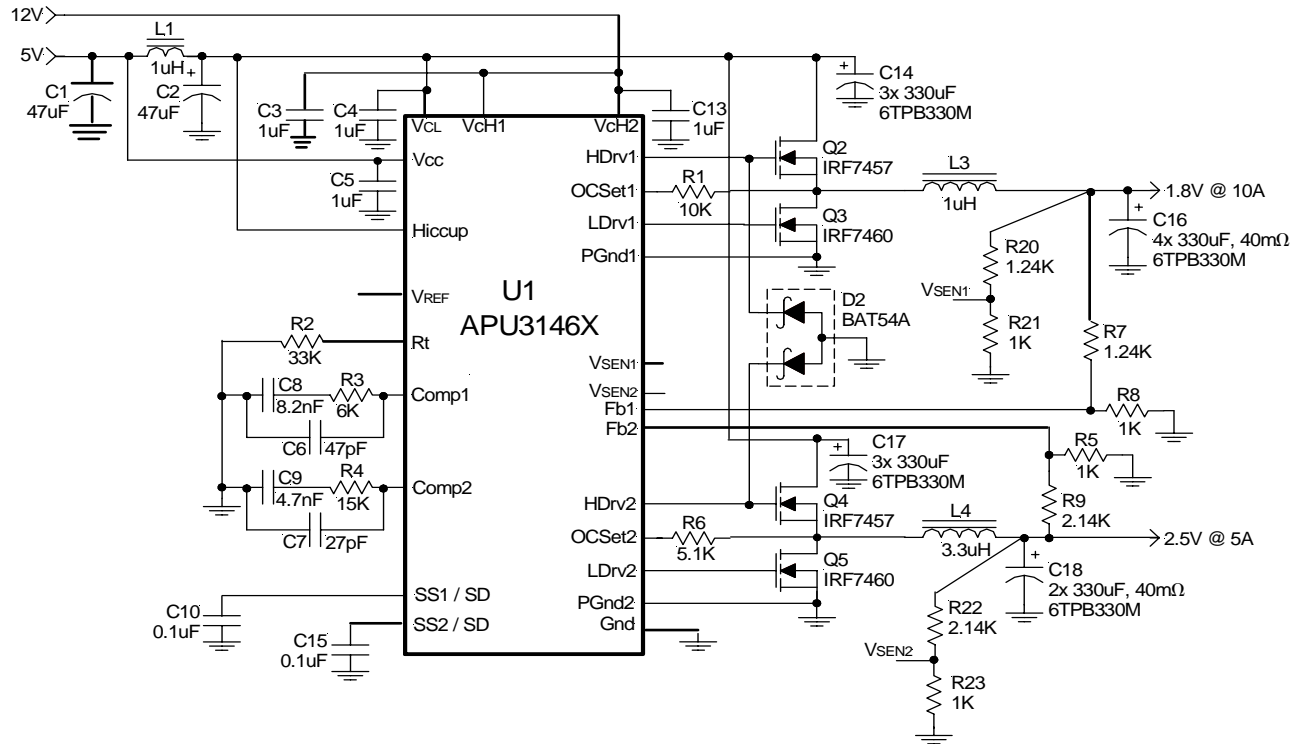 12V
5V
L1
1uH
C1
47uF
+
C2
47uF
C3
1uF
C4
1uF
C13
1uF
+
C14
3x 330uF
6TPB330M
VCL
VcH1
VcH2
Vcc
C5
1uF
Hiccup
VREF
U1
APU3146X
R2
33K
Rt
C8
8.2nF
R3
6K
Comp1
C6
47pF
C9
4.7nF
R4
15K
Comp2
C7
27pF
C10
0.1uF
SS1 / SD
C15
0.1uF
SS2 / SD
HDrv1
OCSet1
LDrv1
PGnd1
R1
10K
Q2
IRF7457
Q3
IRF7460
L3
1uH
1.8V @ 10A
+
C16
4x 330uF, 40mΩ
6TPB330M
R20
1.24K
VSEN1
R21
1K
D2
BAT54A
R7
1.24K
VSEN1
VSEN2
Fb1
Fb2
R8
1K
R5
1K
+
C17
3x 330uF
6TPB330M
R9
2.14K
HDrv2
OCSet2
LDrv2
PGnd2
Gnd
R6
5.1K
Q4
IRF7457
Q5
IRF7460
L4
3.3uH
2.5V @ 5A
+
C18
2x 330uF, 40mΩ
6TPB330M
R22
2.14K
VSEN2
R23
1K